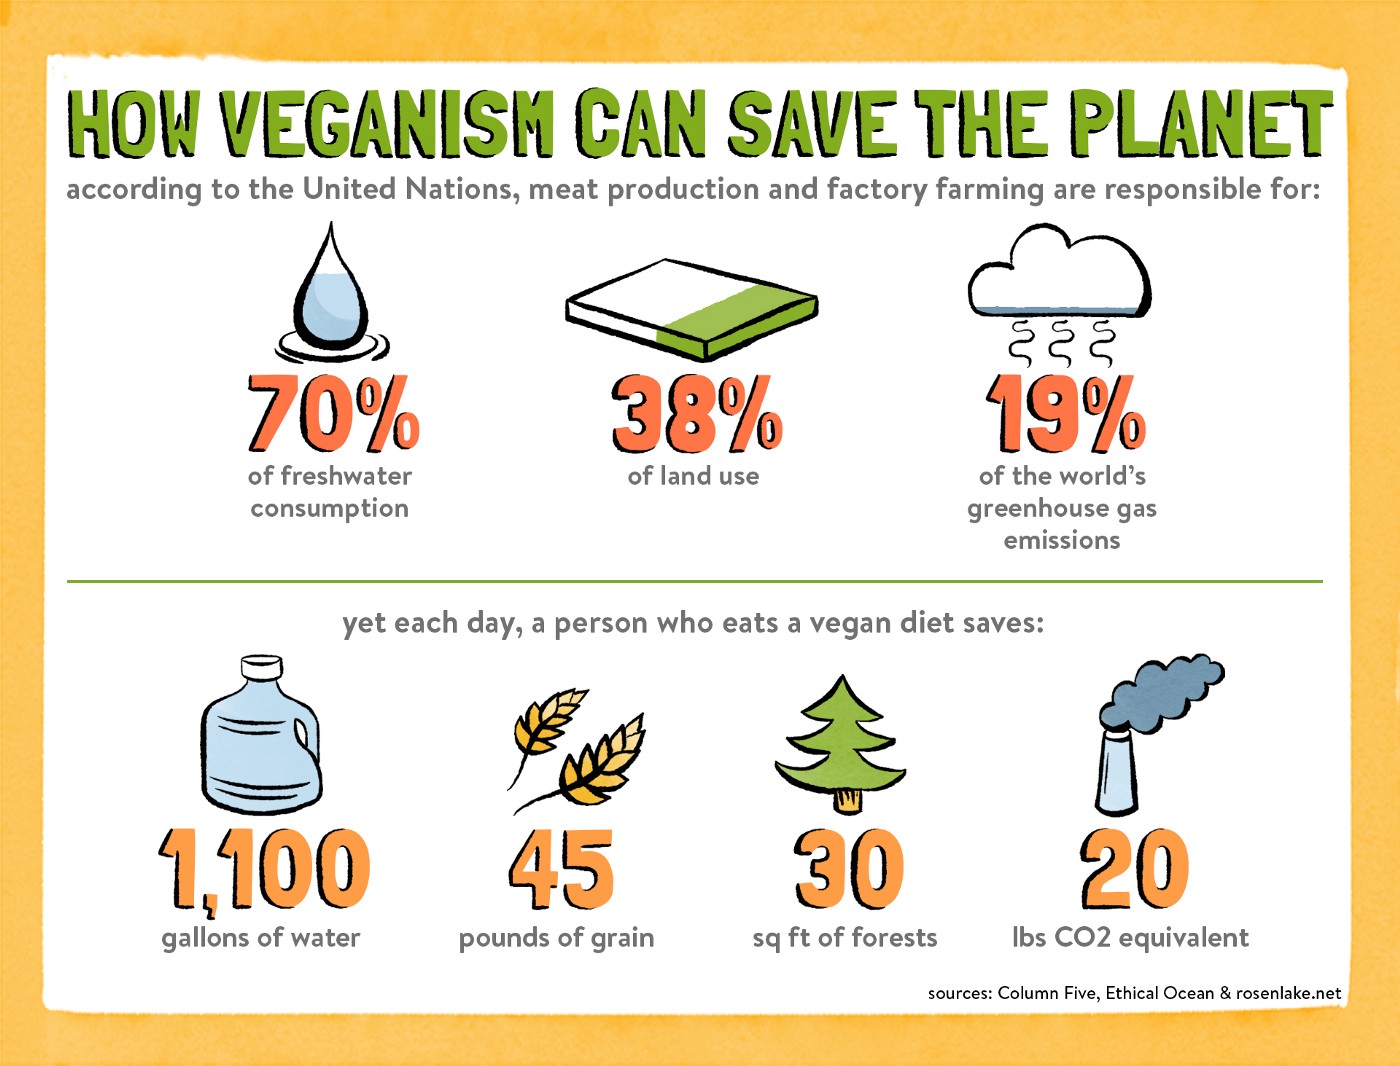 HOW VEGANISM CAN SAVE THE PLANET
according to the United Nations, meat production and factory farming are responsible for:
70%
of freshwater
consumption
38%
of land use
19%
of the world's
greenhouse gas
emissions
yet each day, a person who eats a vegan diet saves:
1,100
gallons of water
45
pounds of grain
30
sq ft of forests
20
lbs CO2 equivalent
sources: Column Five, Ethical Ocean & rosenlake.net